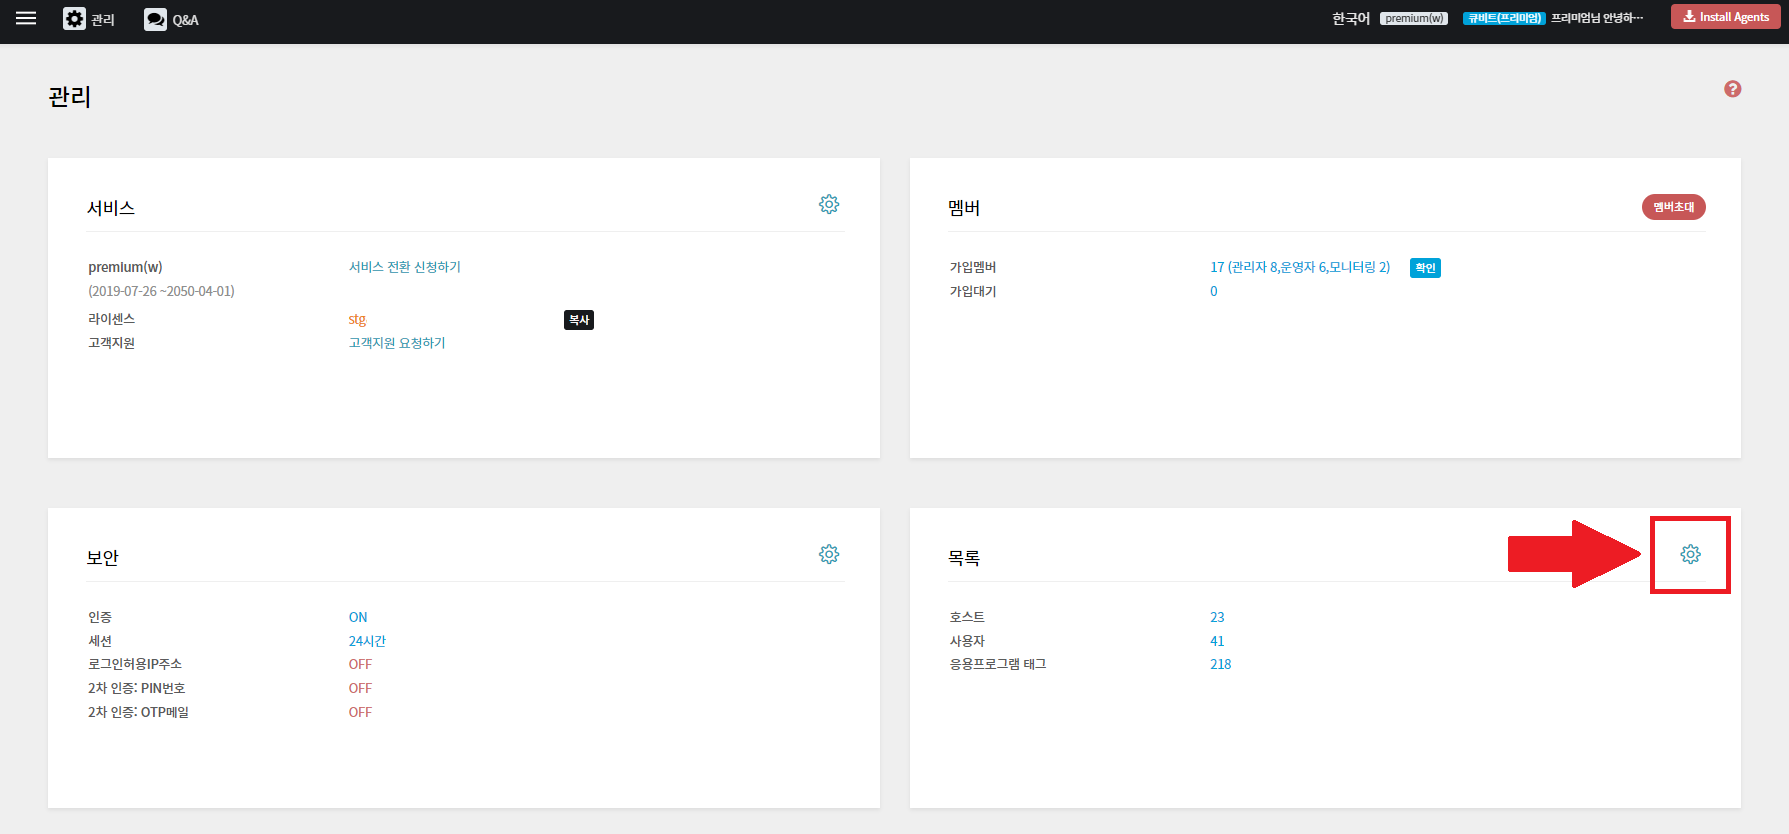 관리 Q&A 한국어 premium(w) 큐비트(프리미엄) 프리미엄님 안녕하… Install Agents
관리
서비스
premium(w) 서비스 전환 신청하기
(2019-07-26 ~2050-04-01)
라이센스 stg 복사
고객지원 고객지원 요청하기
멤버 멤버초대
가입멤버 17 (관리자 8,운영자 6,모니터링 2) 확인
가입대기 0
보안
인증 ON
세션 24시간
로그인허용IP주소 OFF
2차 인증: PIN번호 OFF
2차 인증: OTP메일 OFF
목록
호스트 23
사용자 41
응용프로그램 태그 218